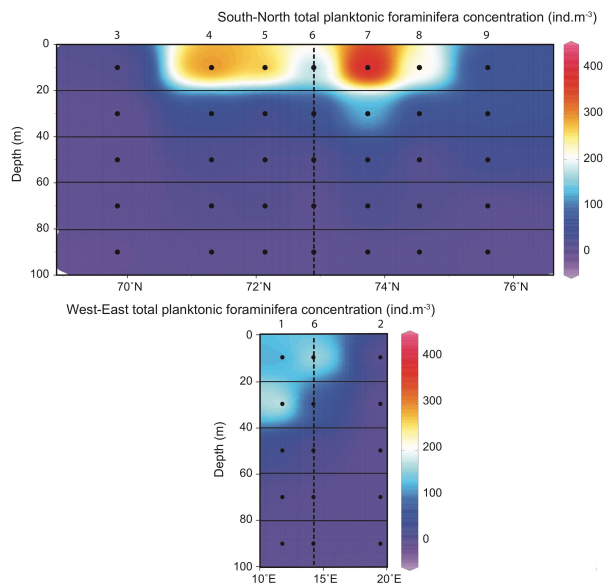 South-North total planktonic foraminifera concentration (ind.m-3)
3 4 5 6 7 8 9
0
20
40
60
80
100
Depth (m)
70˚N 72˚N 74˚N 76˚N
400
300
200
100
0
West-East total planktonic foraminifera concentration (ind.m-3)
1 6 2
0
20
40
60
80
100
Depth (m)
10˚E 15˚E 20˚E
400
300
200
100
0